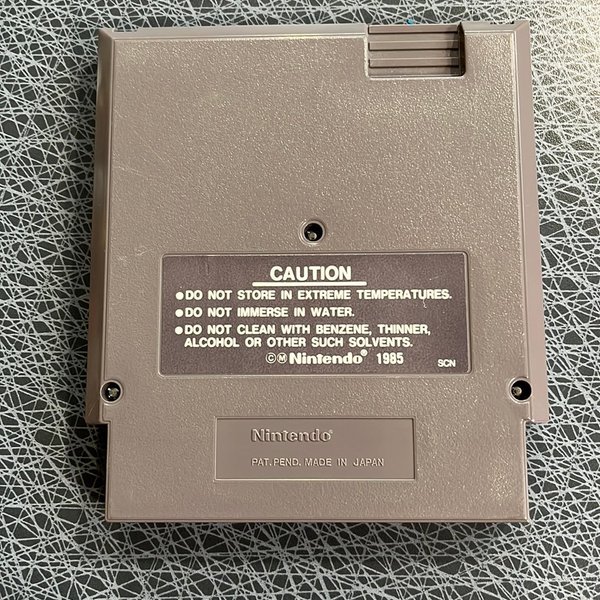 CAUTION
●DO NOT STORE IN EXTREME TEMPERATURES.
●DO NOT IMMERSE IN WATER.
●DO NOT CLEAN WITH BENZENE, THINNER,
ALCOHOL OR OTHER SUCH SOLVENTS.
©Ⓜ Nintendo® 1985
SCN
Nintendo®
PAT. PEND. MADE IN JAPAN